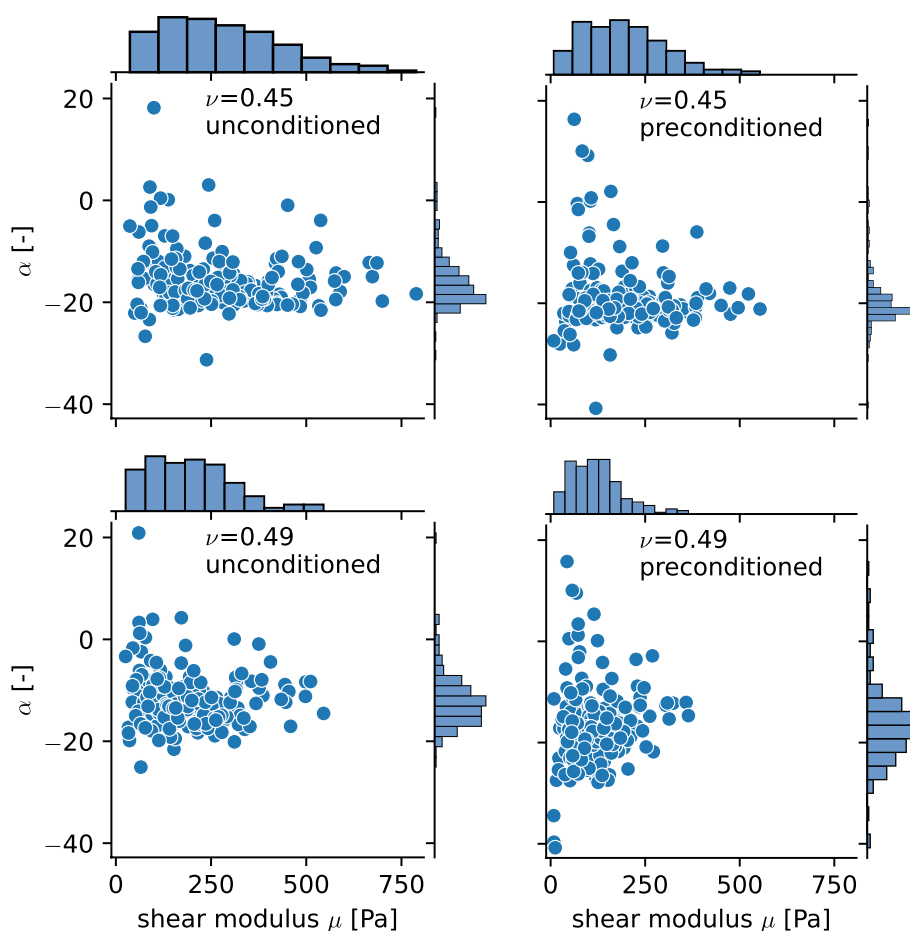 ν=0.45
unconditioned
20
0
−20
−40
α [-]
ν=0.45
preconditioned
ν=0.49
unconditioned
20
0
−20
−40
α [-]
0 250 500 750
shear modulus μ [Pa]
ν=0.49
preconditioned
0 250 500 750
shear modulus μ [Pa]